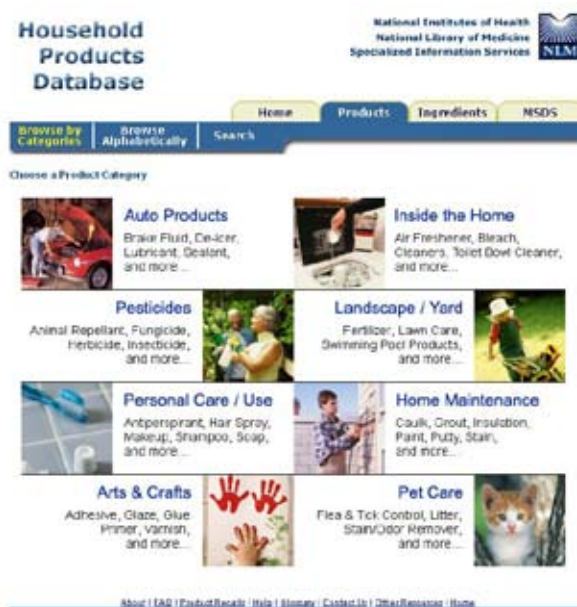 Household
Products
Database
National Institutes of Health
National Library of Medicine
Specialized Information Services
NLM
Home
Products
Ingredients
MSDS
Browse by
Categories
Browse
Alphabetically
Search
Choose a Product Category
Auto Products
Brake Fluid, De-icer,
Lubricant, Sealant,
and more...
Inside the Home
Air Freshener, Bleach,
Cleaners, Toilet Bowl Cleaner,
and more...
Pesticides
Animal Repellant, Fungicide,
Herbicide, Insecticide,
and more...
Landscape / Yard
Fertilizer, Lawn Care,
Swimming Pool Products,
and more...
Personal Care / Use
Antiperspirant, Hair Spray,
Makeup, Shampoo, Soap,
and more...
Home Maintenance
Caulk, Grout, Insulation,
Paint, Putty, Stain,
and more...
Arts & Crafts
Adhesive, Glaze, Glue
Primer, Varnish,
and more...
Pet Care
Flea & Tick Control, Litter,
Stain/Odor Remover,
and more...
About | FAQ | Product Recalls | Help | Glossary | Contact Us | Other Resources | Home